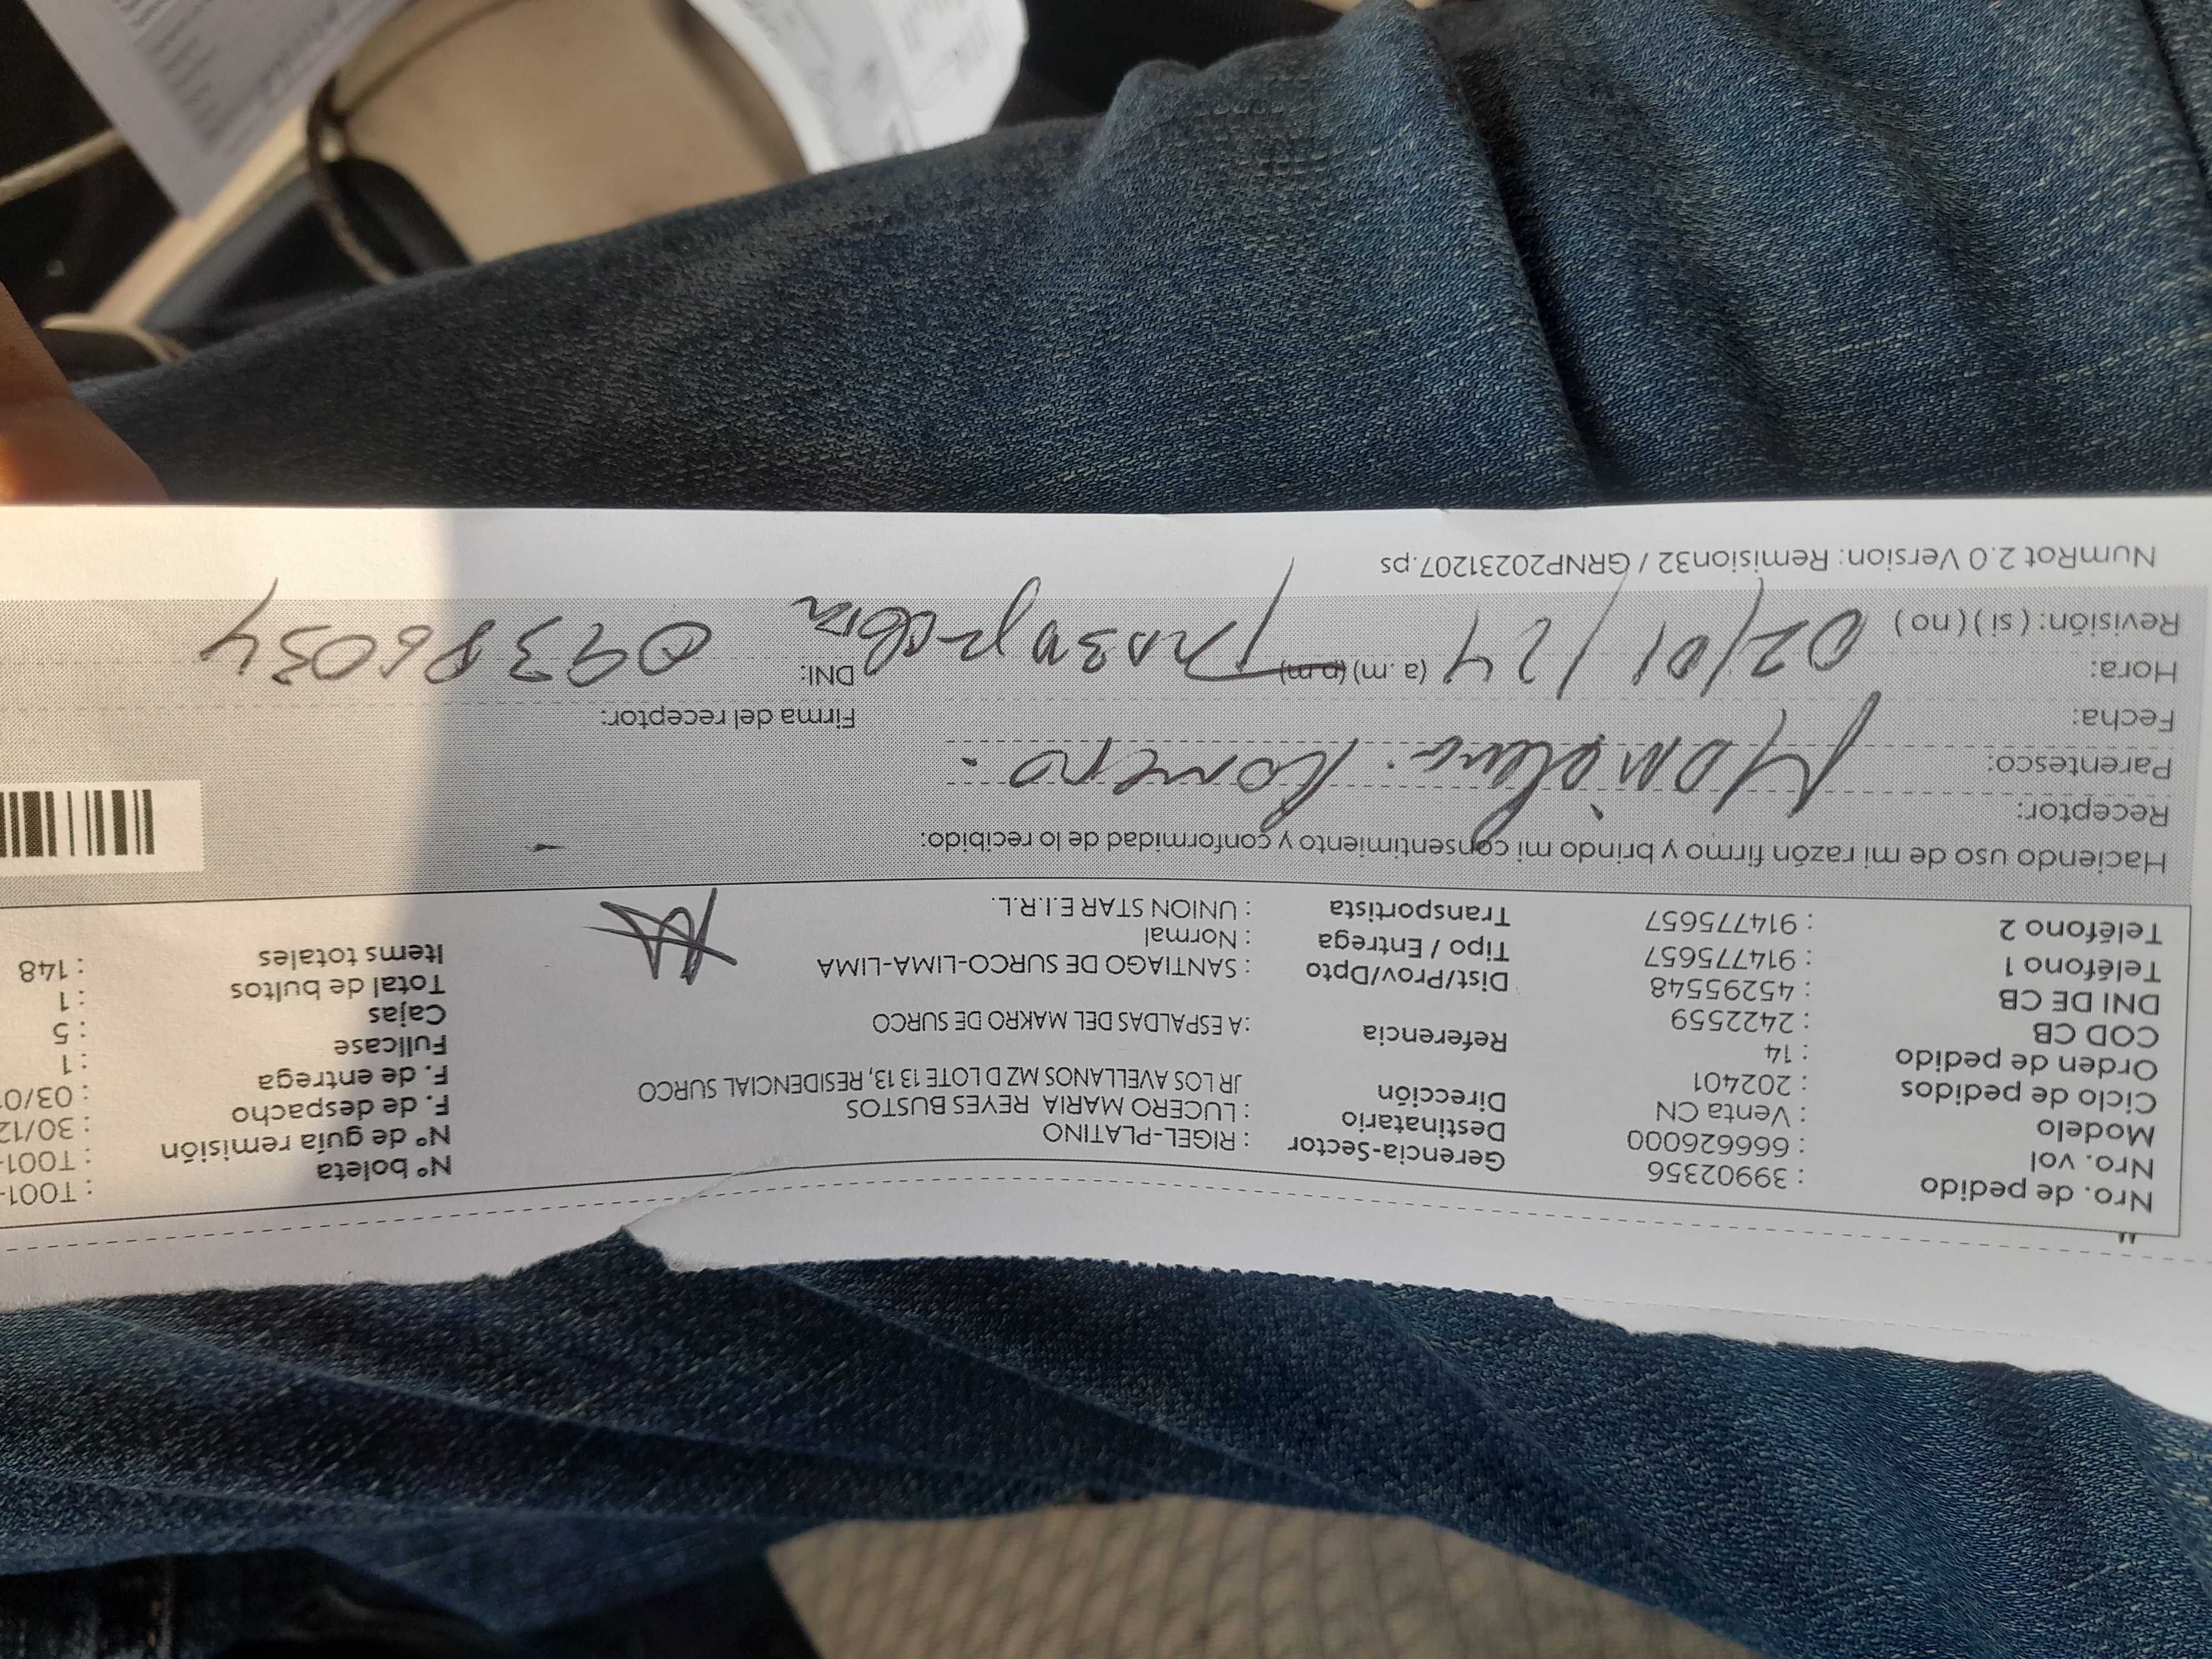 Nro. de pedido : 39902356
Nro. vol : 666626000
Modelo : Venta CN
Ciclo de pedidos : 202401
Orden de pedido : 14
COD CB : 2422559
DNI DE CB : 45295548
Teléfono 1 : 914775657
Teléfono 2 : 914775657
Gerencia-Sector : RIGEL-PLATINO
Destinatario : LUCERO MARIA REYES BUSTOS
Dirección JR LOS AVELLANOS MZ D LOTE 13 13, RESIDENCIAL SURCO
Referencia : A ESPALDAS DEL MAKRO DE SURCO
Dist/Prov/Dpto : SANTIAGO DE SURCO-LIMA-LIMA
Tipo / Entrega : Normal
Transportista : UNION STAR E.I.R.L.
N° boleta : T001-
N° de guía remisión : T001-
F. de despacho : 30/12
F. de entrega : 03/0
Fullcase : 1
Cajas : 5
Total de bultos : 1
Items totales : 148
Haciendo uso de mi razón firmo y brindo mi consentimiento y conformidad de lo recibido:
Receptor:
Parentesco: Romero.
Fecha:
Hora: 02/01/24 (a.m) (p.m)
Revisión: ( si ) ( no )
Firma del receptor:
DNI:
NumRot 2.0 Version: Remision32 / GRNP20231207.ps